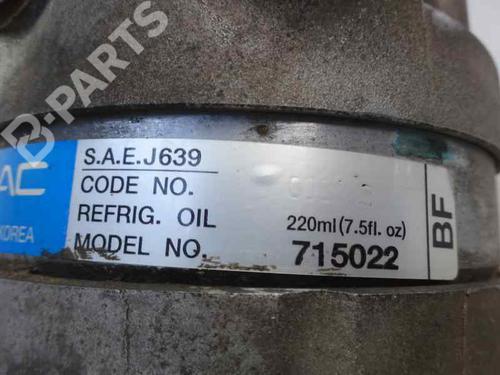 B-PARTS
S.A.E.J639
AC
CODE NO.
KOREA
REFRIG. OIL 220ml(7.5fl. oz)
MODEL NO. 715022
BF